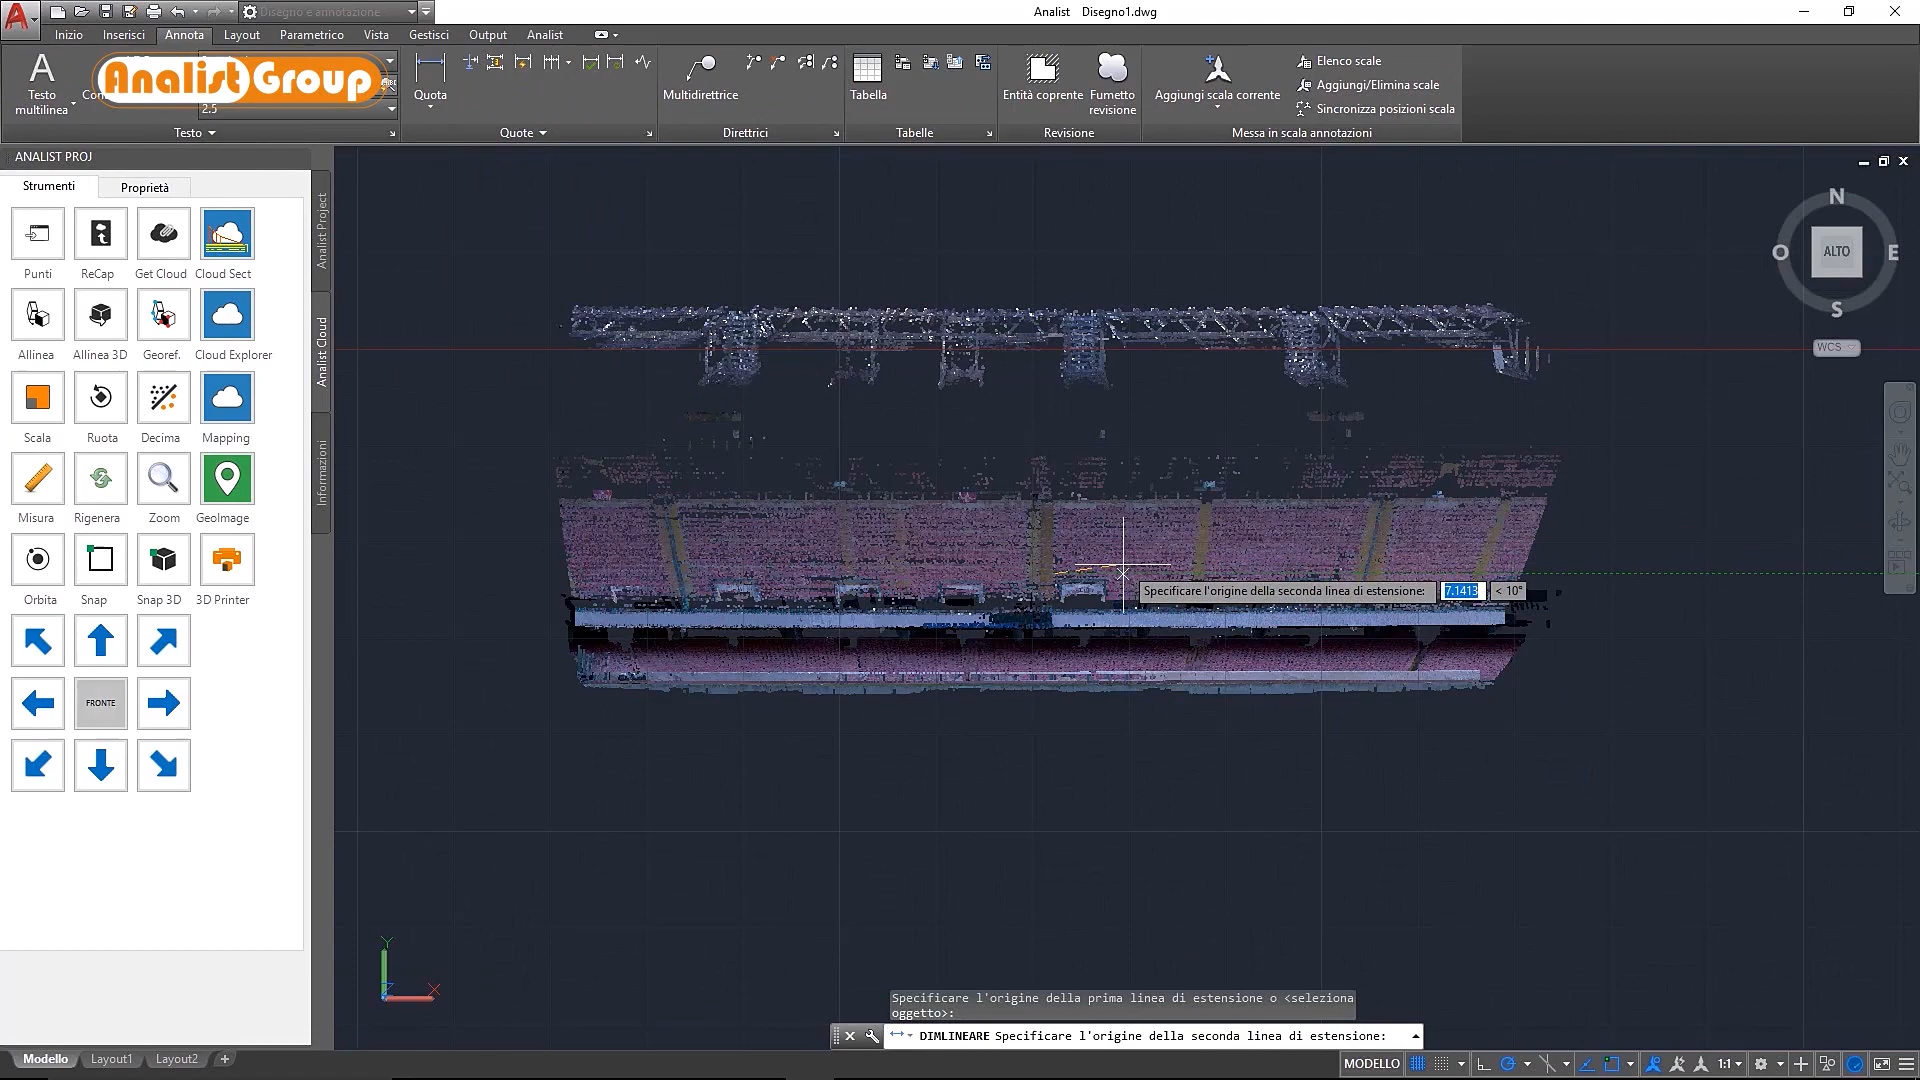 Disegno e annotazione
Analist Disegno1.dwg
Inizio Inserisci Annota Layout Parametrico Vista Gestisci Output Analist
AnalistGroup
Testo
multilinea
2.5
Quota
Multidirettrice
Tabella
Entità coprente
Fumetto
revisione
Aggiungi scala corrente
Elenco scale
Aggiungi/Elimina scale
Sincronizza posizioni scala
Testo Quote Direttrici Tabelle Revisione Messa in scala annotazioni
ANALIST PROJ
Strumenti Proprietà
Punti ReCap Get Cloud Cloud Sect
Allinea Allinea 3D Georef. Cloud Explorer
Scala Ruota Decima Mapping
Misura Rigenera Zoom GeoImage
Orbita Snap Snap 3D 3D Printer
FRONTE
Analist Project
Analist Cloud
Informazioni
N
O ALTO E
S
WCS
Specificare l'origine della seconda linea di estensione: 7.1413 < 10°
Y
Z
X
Specificare l'origine della prima linea di estensione o <seleziona
oggetto>:
DIMLINEARE Specificare l'origine della seconda linea di estensione:
Modello Layout1 Layout2 +
MODELLO 1:1